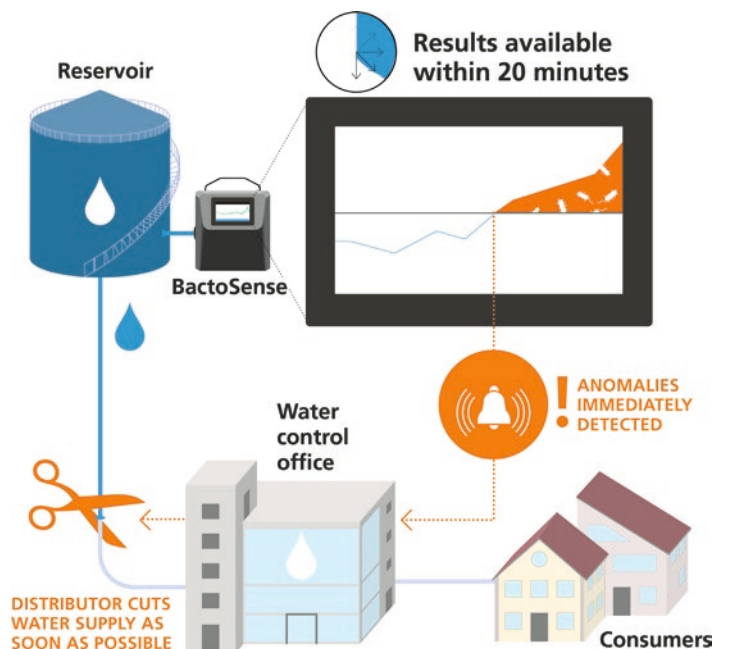 Results available
within 20 minutes
Reservoir
BactoSense
! ANOMALIES
IMMEDIATELY
DETECTED
Water
control
office
DISTRIBUTOR CUTS
WATER SUPPLY AS
SOON AS POSSIBLE
Consumers